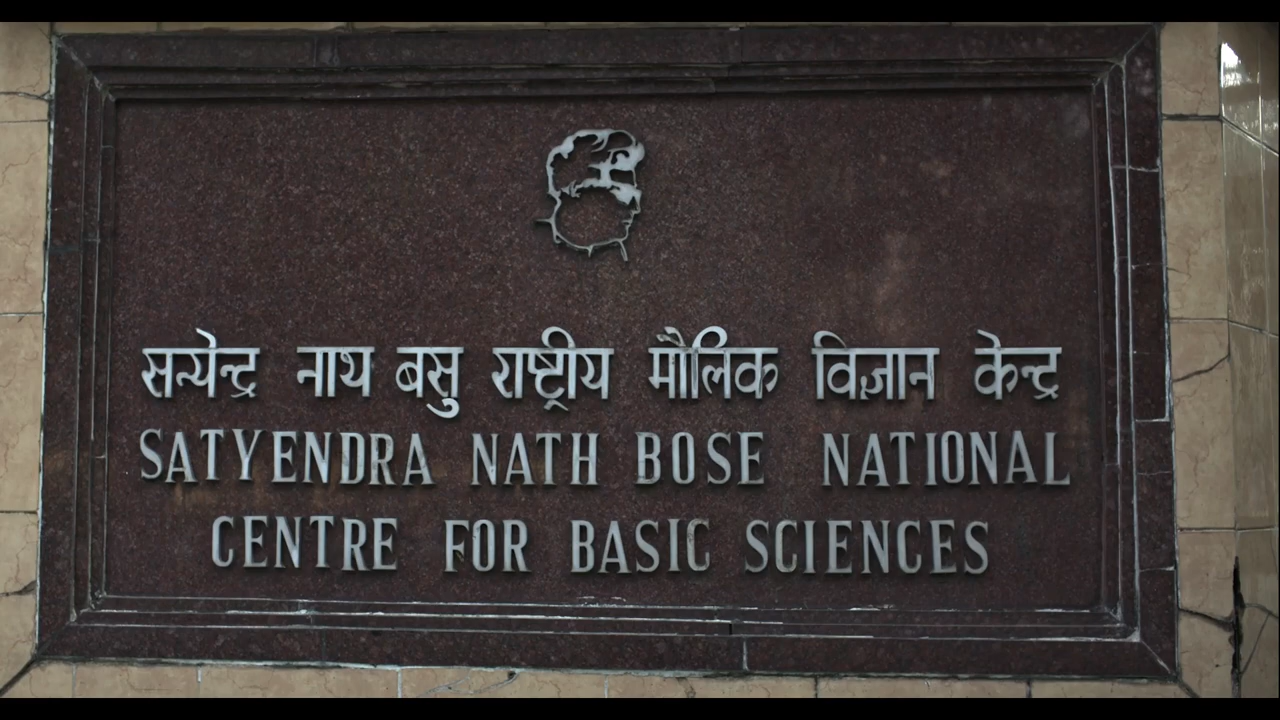 सत्येन्द्र नाथ बसु राष्ट्रीय मौलिक विज्ञान केन्द्र
SATYENDRA NATH BOSE NATIONAL
CENTRE FOR BASIC SCIENCES